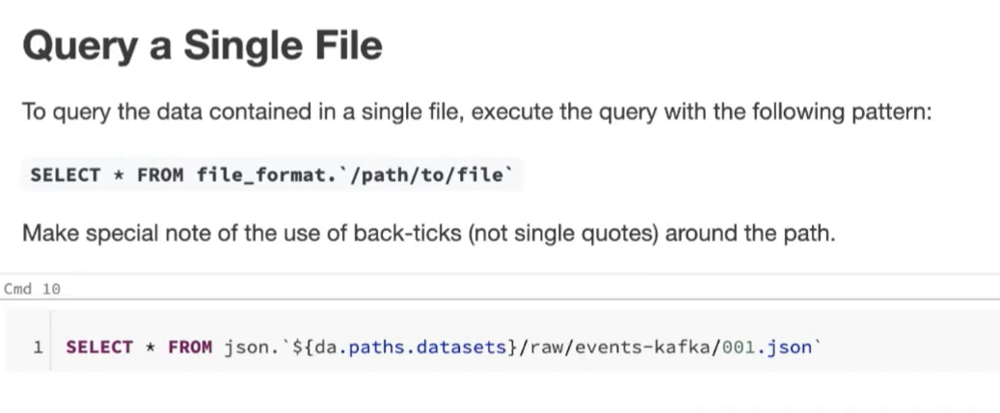 Query a Single File
To query the data contained in a single file, execute the query with the following pattern:
SELECT * FROM file_format.`/path/to/file`
Make special note of the use of back-ticks (not single quotes) around the path.
Cmd 10
1 SELECT * FROM json.`${da.paths.datasets}/raw/events-kafka/001.json`